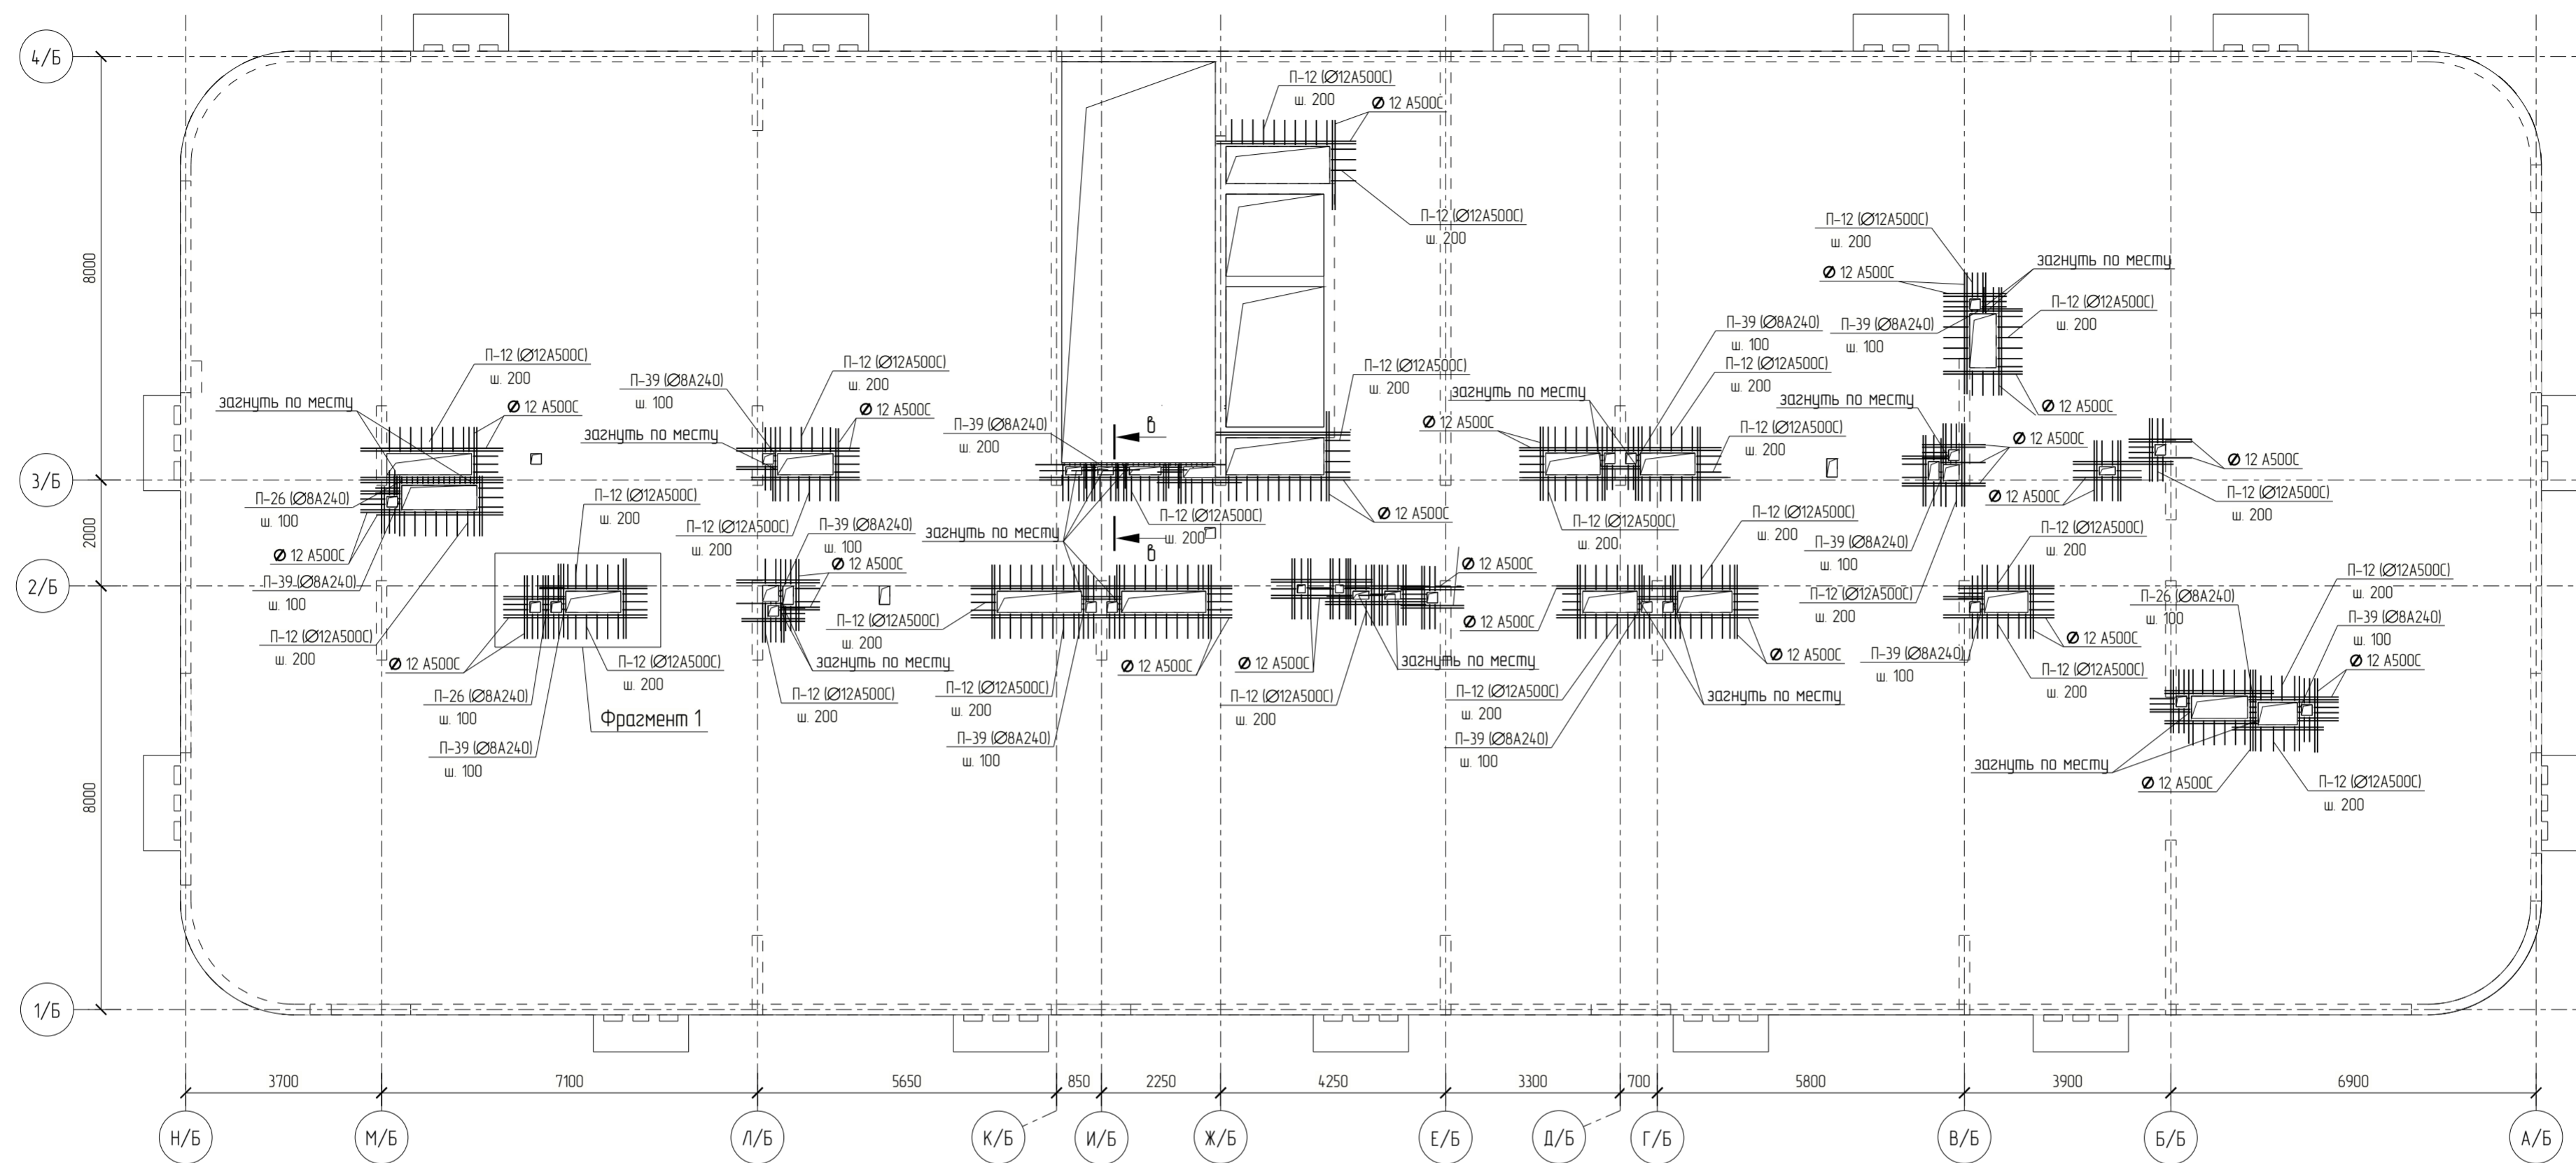 4/Б
П-12 (Ø12А500С)
ш. 200
Ø 12 А500С
П-12 (Ø12А500С)
ш. 200
8000
П-12 (Ø12А500С)
ш. 200
Ø 12 А500С
загнуть по месту
П-12 (Ø12А500С)
ш. 200
П-39 (Ø8А240)
ш. 100
П-39 (Ø8А240)
ш. 100
П-12 (Ø12А500С)
ш. 200
Ø 12 А500С
П-12 (Ø12А500С)
ш. 200
загнуть по месту
Ø 12 А500С
П-39 (Ø8А240)
ш. 100
П-12 (Ø12А500С)
ш. 200
Ø 12 А500С
загнуть по месту
П-39 (Ø8А240)
ш. 200
В
П-12 (Ø12А500С)
ш. 200
загнуть по месту
Ø 12 А500С
П-12 (Ø12А500С)
ш. 200
загнуть по месту
Ø 12 А500С
Ø 12 А500С
3/Б
П-26 (Ø8А240)
ш. 100
Ø 12 А500С
П-39 (Ø8А240)
ш. 100
П-12 (Ø12А500С)
ш. 200
П-12 (Ø12А500С)
ш. 200
П-12 (Ø12А500С)
ш. 200
П-39 (Ø8А240)
ш. 100
Ø 12 А500С
загнуть по месту
П-12 (Ø12А500С)
ш. 200
В
Ø 12 А500С
П-12 (Ø12А500С)
ш. 200
П-12 (Ø12А500С)
ш. 200
Ø 12 А500С
П-12 (Ø12А500С)
ш. 200
П-39 (Ø8А240)
ш. 100
П-12 (Ø12А500С)
ш. 200
П-12 (Ø12А500С)
ш. 200
2000
2/Б
Ø 12 А500С
Ø 12 А500С
П-12 (Ø12А500С)
ш. 200
П-26 (Ø8А240)
ш. 100
П-39 (Ø8А240)
ш. 100
Фрагмент 1
П-12 (Ø12А500С)
ш. 200
загнуть по месту
П-12 (Ø12А500С)
ш. 200
П-12 (Ø12А500С)
ш. 200
П-39 (Ø8А240)
ш. 100
Ø 12 А500С
Ø 12 А500С
П-12 (Ø12А500С)
ш. 200
загнуть по месту
Ø 12 А500С
П-12 (Ø12А500С)
ш. 200
П-39 (Ø8А240)
ш. 100
Ø 12 А500С
загнуть по месту
П-39 (Ø8А240)
ш. 100
Ø 12 А500С
П-12 (Ø12А500С)
ш. 200
П-12 (Ø12А500С)
ш. 200
П-26 (Ø8А240)
ш. 100
П-39 (Ø8А240)
ш. 100
Ø 12 А500С
загнуть по месту
Ø 12 А500С
П-12 (Ø12А500С)
ш. 200
8000
1/Б
3700
7100
5650
850
2250
4250
3300
700
5800
3900
6900
Н/Б
М/Б
Л/Б
К/Б
И/Б
Ж/Б
Е/Б
Д/Б
Г/Б
В/Б
Б/Б
А/Б